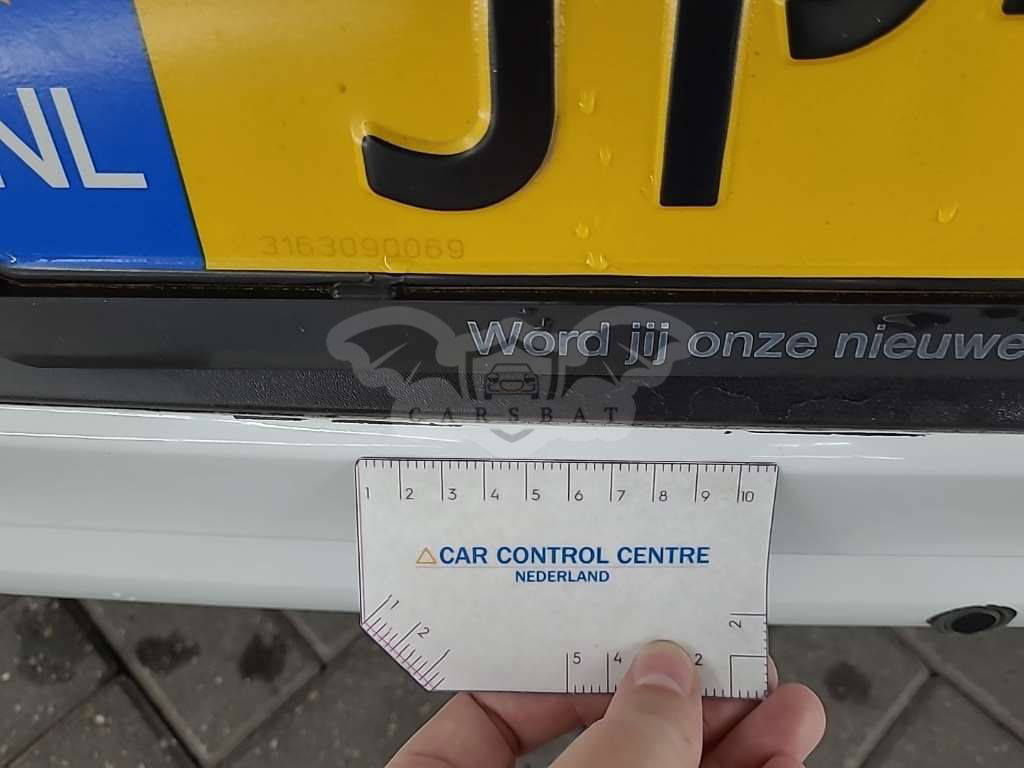 NL
3163090069
Word jij onze nieuwe
CARSBAT
1 2 3 4 5 6 7 8 9 10
CAR CONTROL CENTRE
NEDERLAND
1 2
2
5 4 2